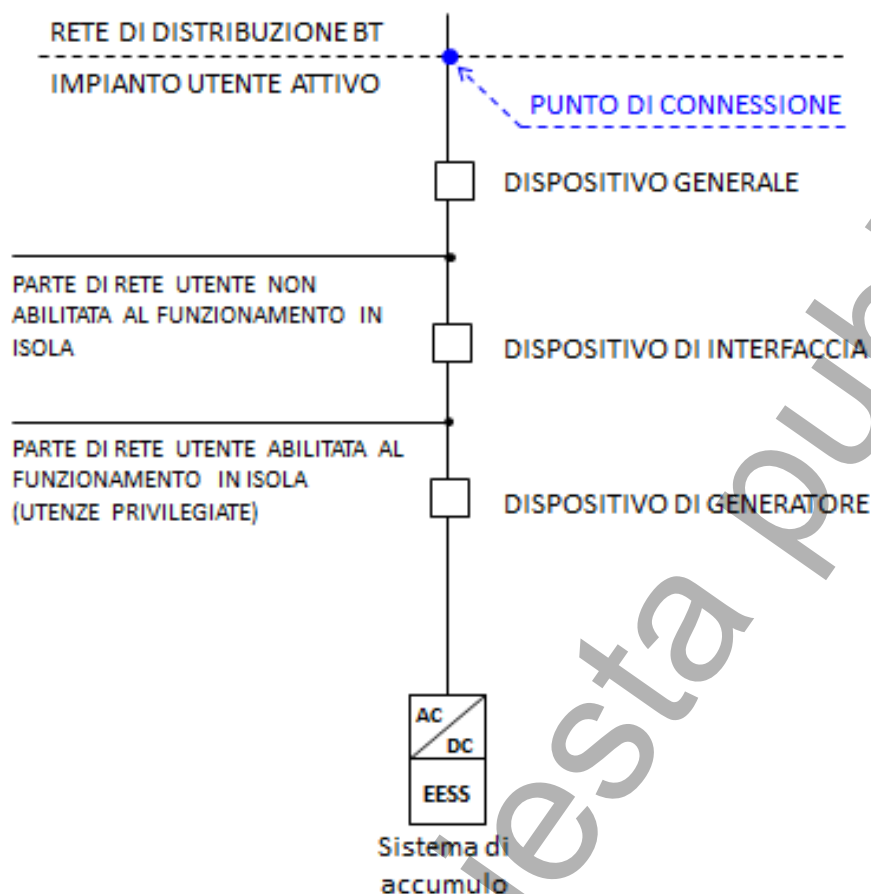 RETE DI DISTRIBUZIONE BT
IMPIANTO UTENTE ATTIVO
PUNTO DI CONNESSIONE
DISPOSITIVO GENERALE
PARTE DI RETE UTENTE NON
ABILITATA AL FUNZIONAMENTO IN
ISOLA
DISPOSITIVO DI INTERFACCIA
PARTE DI RETE UTENTE ABILITATA AL
FUNZIONAMENTO IN ISOLA
(UTENZE PRIVILEGIATE)
DISPOSITIVO DI GENERATORE
AC
DC
EESS
Sistema di
accumulo
uesta pub